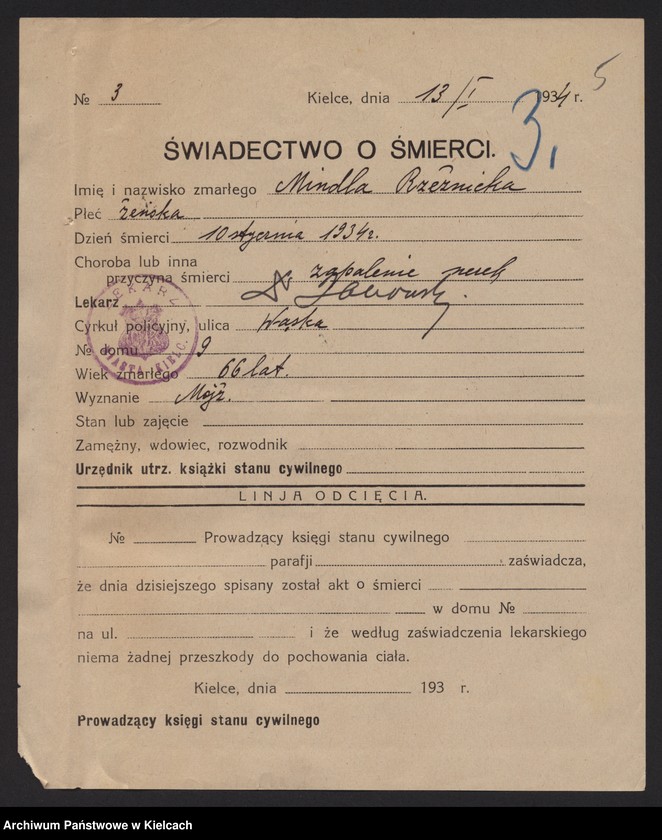 5
№ 3 Kielce, dnia 13/I 1934 r.
3,
ŚWIADECTWO O ŚMIERCI.
Imię i nazwisko zmarłego Mindla Rzeźnicka
Płeć żeńska
Dzień śmierci 10 stycznia 1934 r.
Choroba lub inna
przyczyna śmierci zapalenie nerek
Lekarz
LEKARZ MIASTA KIELC
Cyrkuł policyjny, ulica Wąska
№ domu 9
Wiek zmarłego 66 lat.
Wyznanie Mojż.
Stan lub zajęcie
Zamężny, wdowiec, rozwodnik
Urzędnik utrz. książki stanu cywilnego
LINJA ODCIĘCIA.
№ Prowadzący księgi stanu cywilnego
parafji zaświadcza,
że dnia dzisiejszego spisany został akt o śmierci
w domu №
na ul. i że według zaświadczenia lekarskiego
niema żadnej przeszkody do pochowania ciała.
Kielce, dnia 193 r.
Prowadzący księgi stanu cywilnego
Archiwum Państwowe w Kielcach